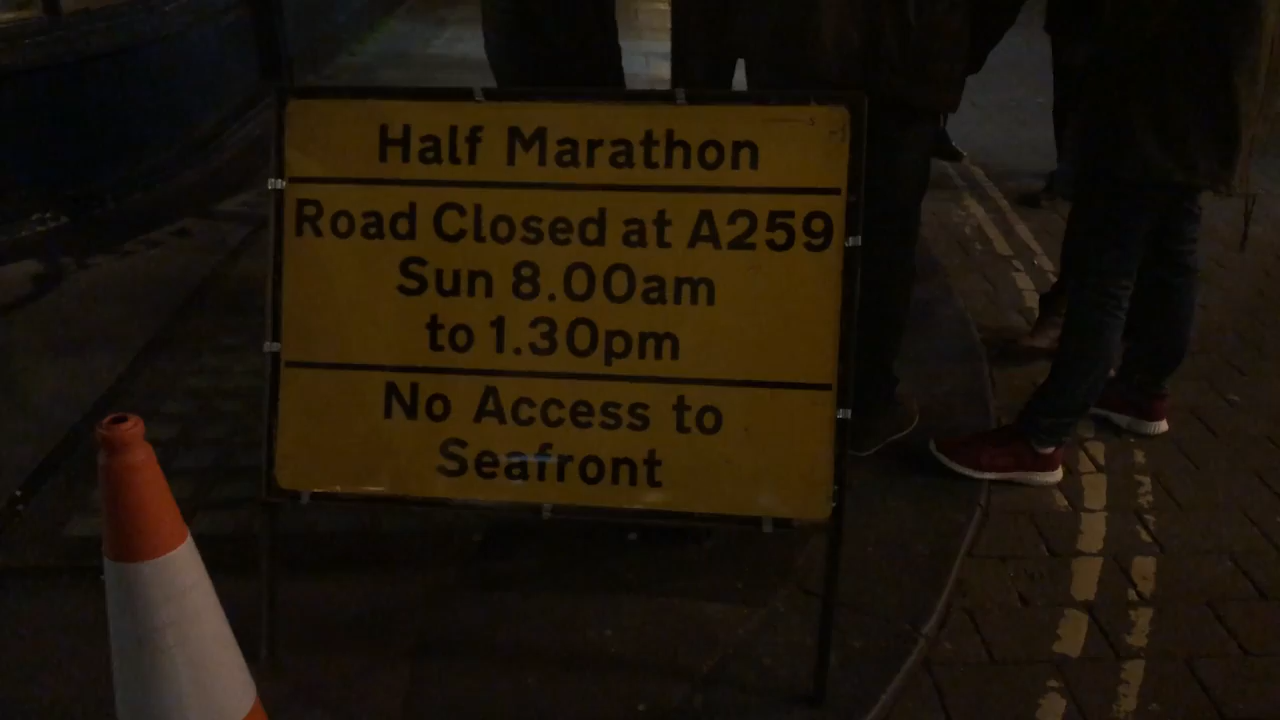 Half Marathon
Road Closed at A259
Sun 8.00am
to 1.30pm
No Access to
Seafront